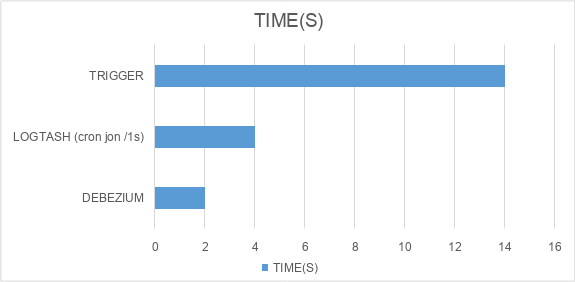 TIME(S)
TRIGGER
LOGTASH (cron jon /1s)
DEBEZIUM
0 2 4 6 8 10 12 14 16
TIME(S)